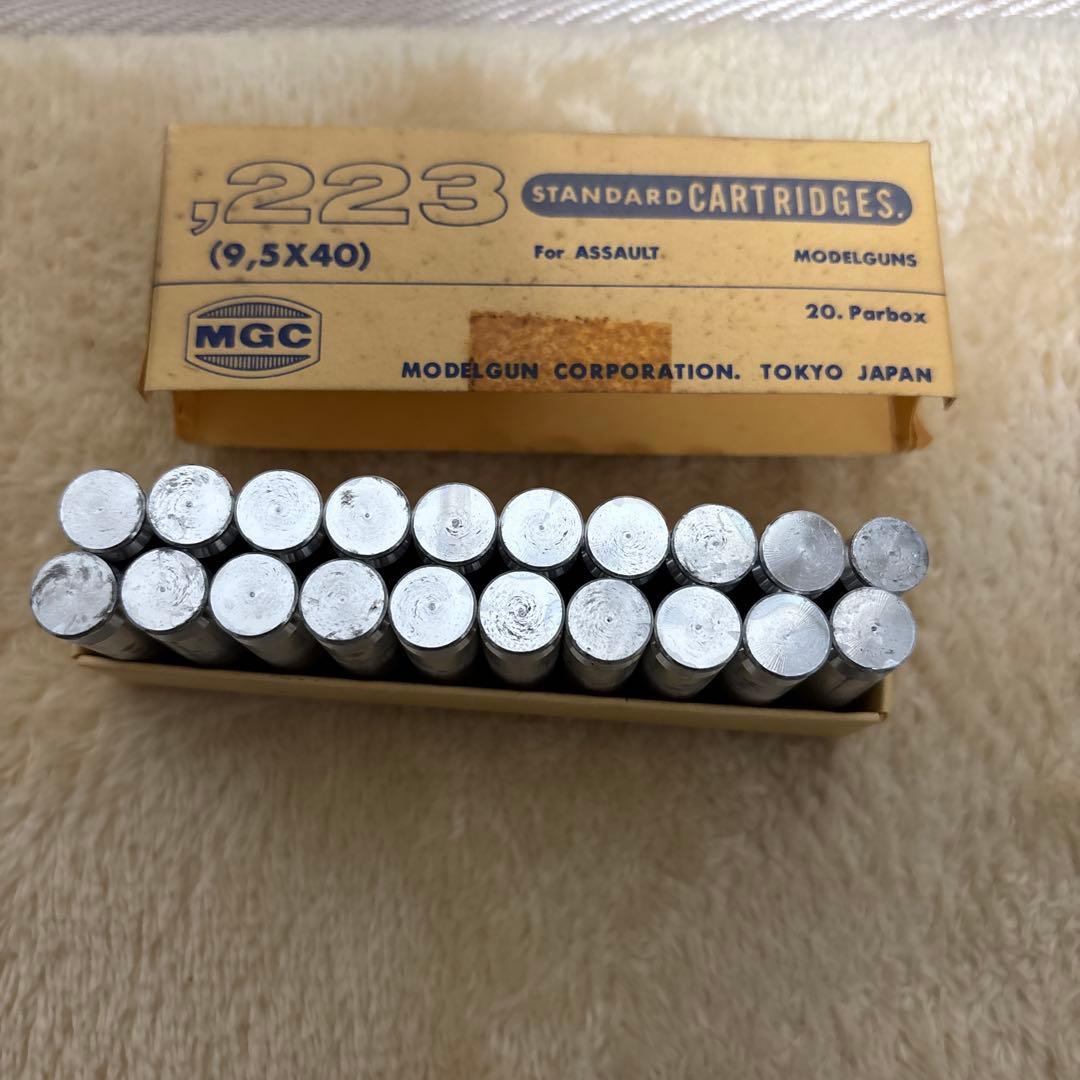 ,223 STANDARD CARTRIDGES.
(9,5X40) For ASSAULT MODELGUNS
MGC 20. Parbox
MODELGUN CORPORATION. TOKYO JAPAN